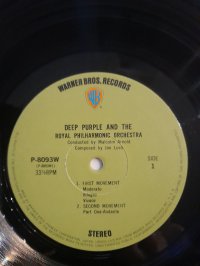 WARNER BROS. RECORDS
DEEP PURPLE AND THE
ROYAL PHILHARMONIC ORCHESTRA
Conducted by Malcolm Arnold
Composed by Jon Lord
P-8093W
33⅓RPM
SIDE
1
1. FIRST MOVEMENT
Moderato
Allegro
Vivace
2. SECOND MOVEMENT
Part One-Andante
STEREO